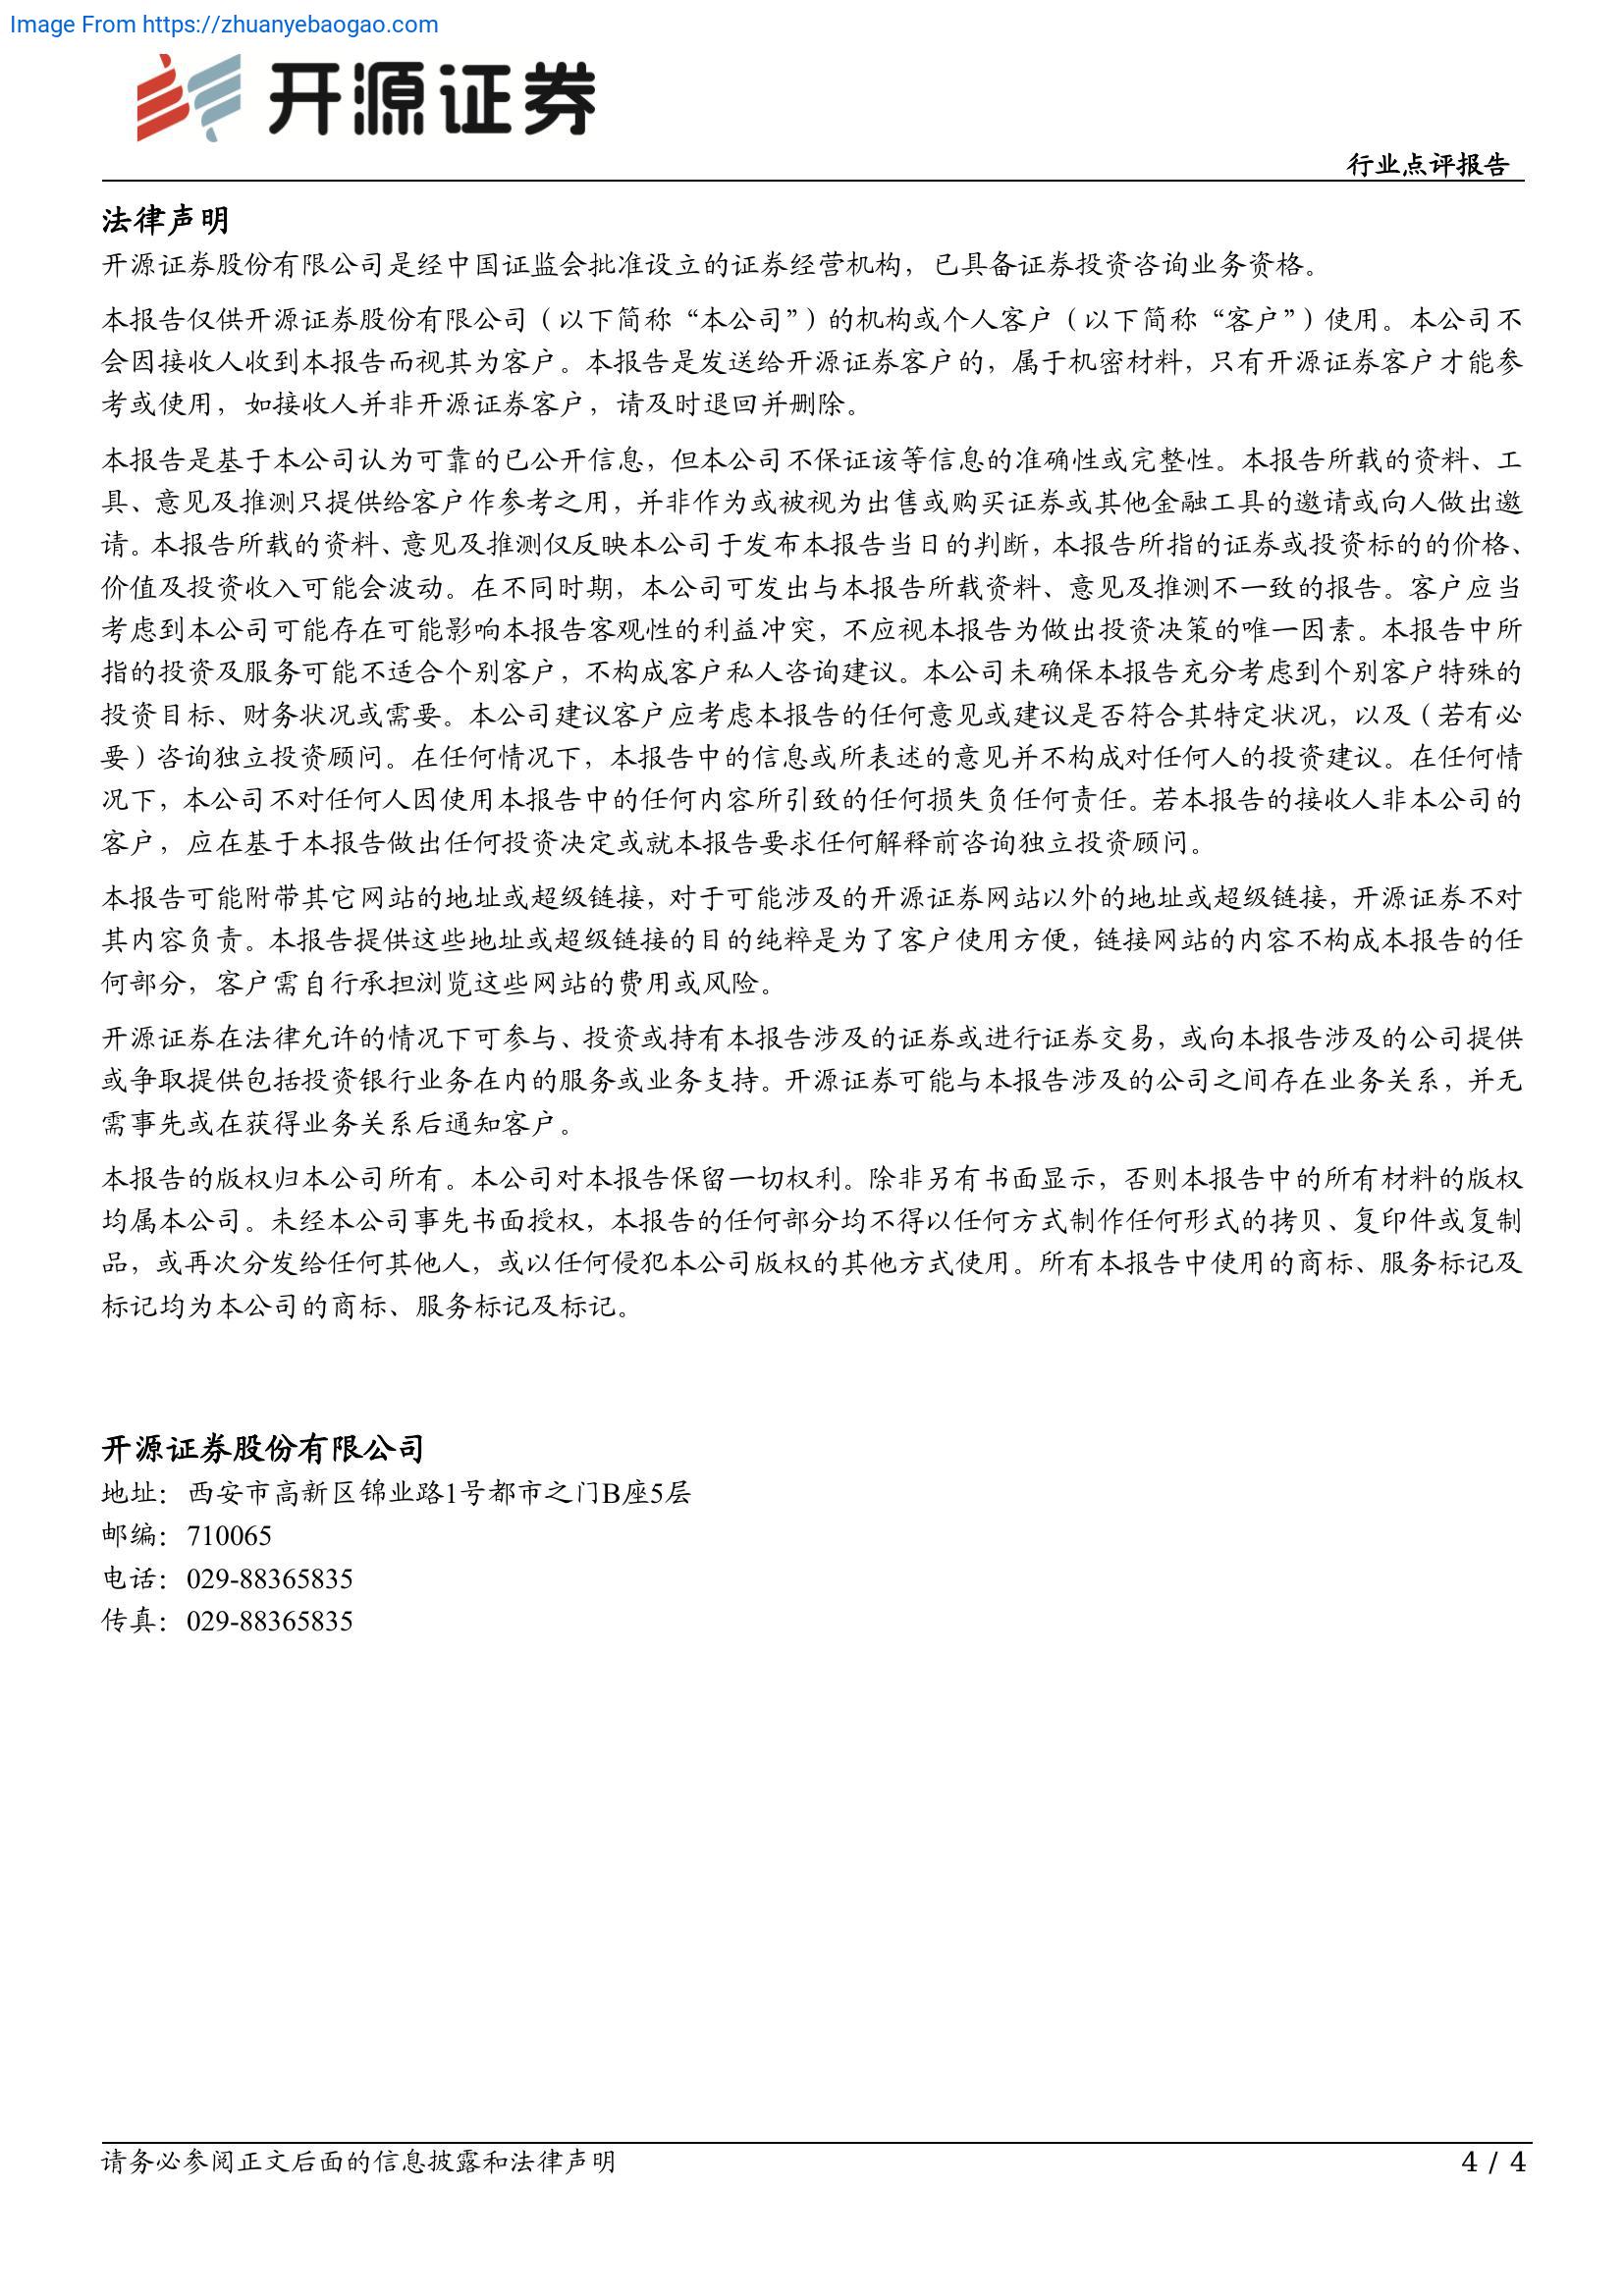 Image From https://zhuanyebaogao.com
开源证券
行业点评报告
法律声明
开源证券股份有限公司是经中国证监会批准设立的证券经营机构，已具备证券投资咨询业务资格。
本报告仅供开源证券股份有限公司（以下简称“本公司”）的机构或个人客户（以下简称“客户”）使用。本公司不
会因接收人收到本报告而视其为客户。本报告是发送给开源证券客户的，属于机密材料，只有开源证券客户才能参
考或使用，如接收人并非开源证券客户，请及时退回并删除。
本报告是基于本公司认为可靠的已公开信息，但本公司不保证该等信息的准确性或完整性。本报告所载的资料、工
具、意见及推测只提供给客户作参考之用，并非作为或被视为出售或购买证券或其他金融工具的邀请或向人做出邀
请。本报告所载的资料、意见及推测仅反映本公司于发布本报告当日的判断，本报告所指的证券或投资标的的价格、
价值及投资收入可能会波动。在不同时期，本公司可发出与本报告所载资料、意见及推测不一致的报告。客户应当
考虑到本公司可能存在可能影响本报告客观性的利益冲突，不应视本报告为做出投资决策的唯一因素。本报告中所
指的投资及服务可能不适合个别客户，不构成客户私人咨询建议。本公司未确保本报告充分考虑到个别客户特殊的
投资目标、财务状况或需要。本公司建议客户应考虑本报告的任何意见或建议是否符合其特定状况，以及（若有必
要）咨询独立投资顾问。在任何情况下，本报告中的信息或所表述的意见并不构成对任何人的投资建议。在任何情
况下，本公司不对任何人因使用本报告中的任何内容所引致的任何损失负任何责任。若本报告的接收人非本公司的
客户，应在基于本报告做出任何投资决定或就本报告要求任何解释前咨询独立投资顾问。
本报告可能附带其它网站的地址或超级链接，对于可能涉及的开源证券网站以外的地址或超级链接，开源证券不对
其内容负责。本报告提供这些地址或超级链接的目的纯粹是为了客户使用方便，链接网站的内容不构成本报告的任
何部分，客户需自行承担浏览这些网站的费用或风险。
开源证券在法律允许的情况下可参与、投资或持有本报告涉及的证券或进行证券交易，或向本报告涉及的公司提供
或争取提供包括投资银行业务在内的服务或业务支持。开源证券可能与本报告涉及的公司之间存在业务关系，并无
需事先或在获得业务关系后通知客户。
本报告的版权归本公司所有。本公司对本报告保留一切权利。除非另有书面显示，否则本报告中的所有材料的版权
均属本公司。未经本公司事先书面授权，本报告的任何部分均不得以任何方式制作任何形式的拷贝、复印件或复制
品，或再次分发给任何其他人，或以任何侵犯本公司版权的其他方式使用。所有本报告中使用的商标、服务标记及
标记均为本公司的商标、服务标记及标记。
开源证券股份有限公司
地址：西安市高新区锦业路1号都市之门B座5层
邮编：710065
电话：029-88365835
传真：029-88365835
请务必参阅正文后面的信息披露和法律声明
4 / 4